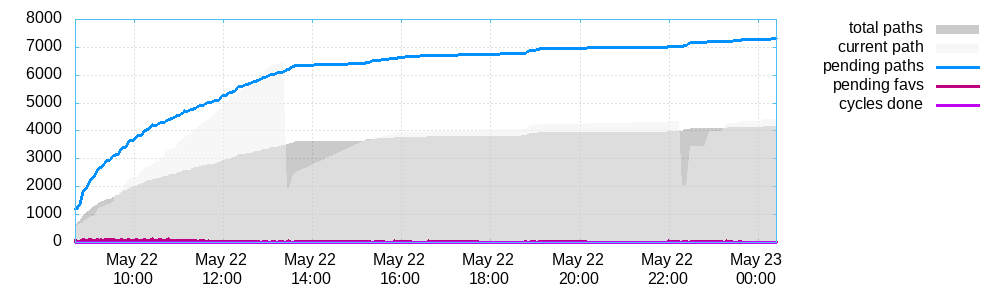 8000
7000
6000
5000
4000
3000
2000
1000
0
May 22 May 22 May 22 May 22 May 22 May 22 May 22 May 23
10:00 12:00 14:00 16:00 18:00 20:00 22:00 00:00
total paths
current path
pending paths
pending favs
cycles done